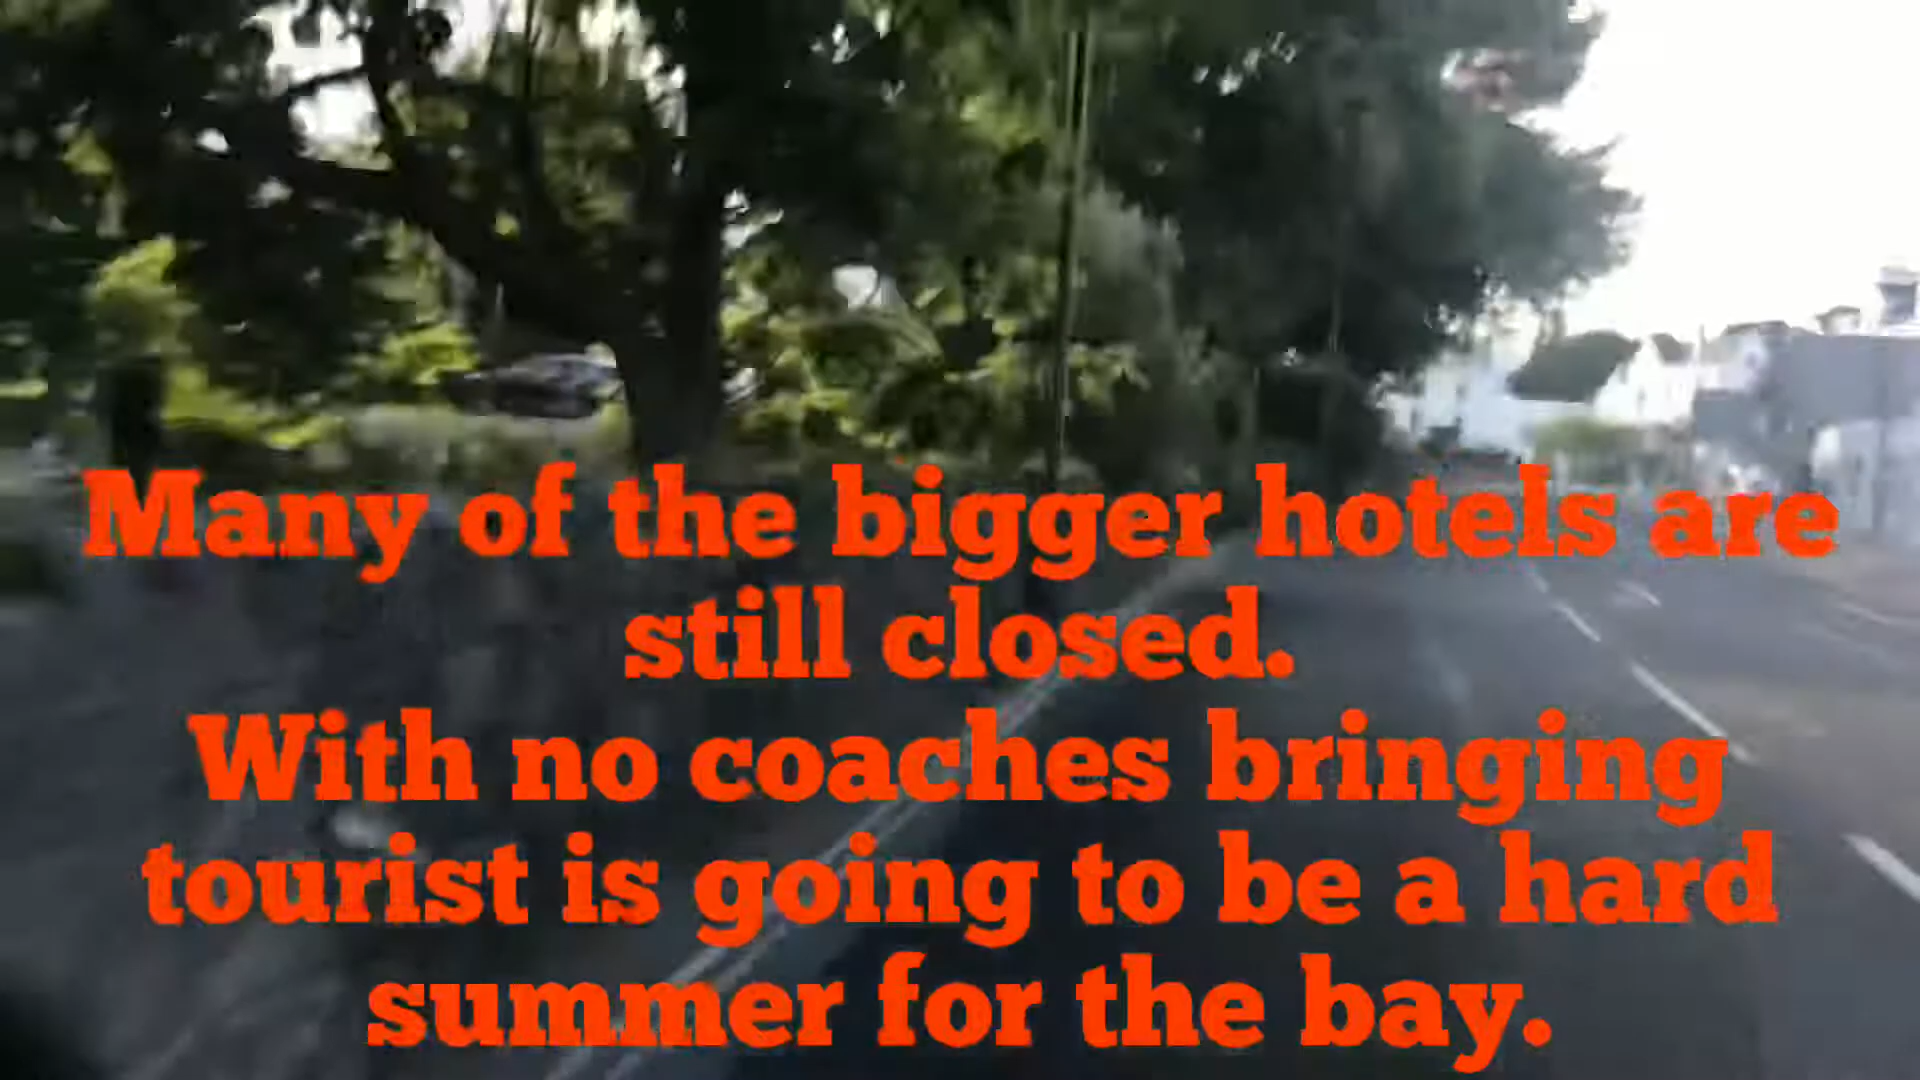 Many of the bigger hotels are
still closed.
With no coaches bringing
tourist is going to be a hard
summer for the bay.